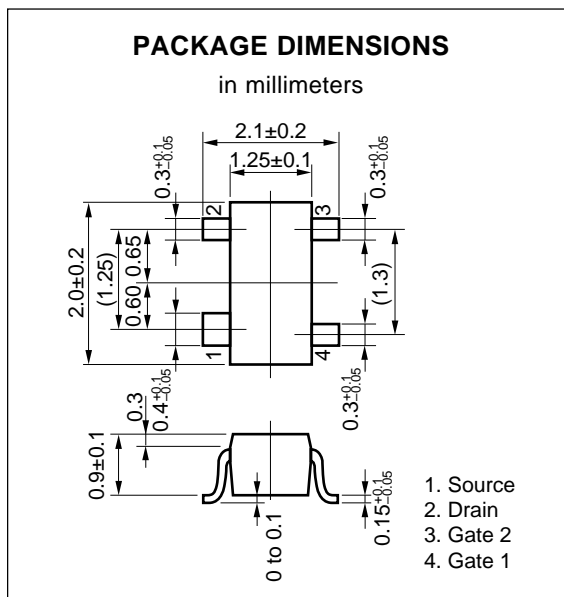 PACKAGE DIMENSIONS
in millimeters
2.1±0.2
1.25±0.1
0.3+0.1−0.05
0.3+0.1−0.05
2
3
2.0±0.2
(1.25)
0.65
0.60
(1.3)
1
4
0.3
0.4+0.1−0.05
0.3+0.1−0.05
0.9±0.1
0 to 0.1
0.15+0.1−0.05
1. Source
2. Drain
3. Gate 2
4. Gate 1